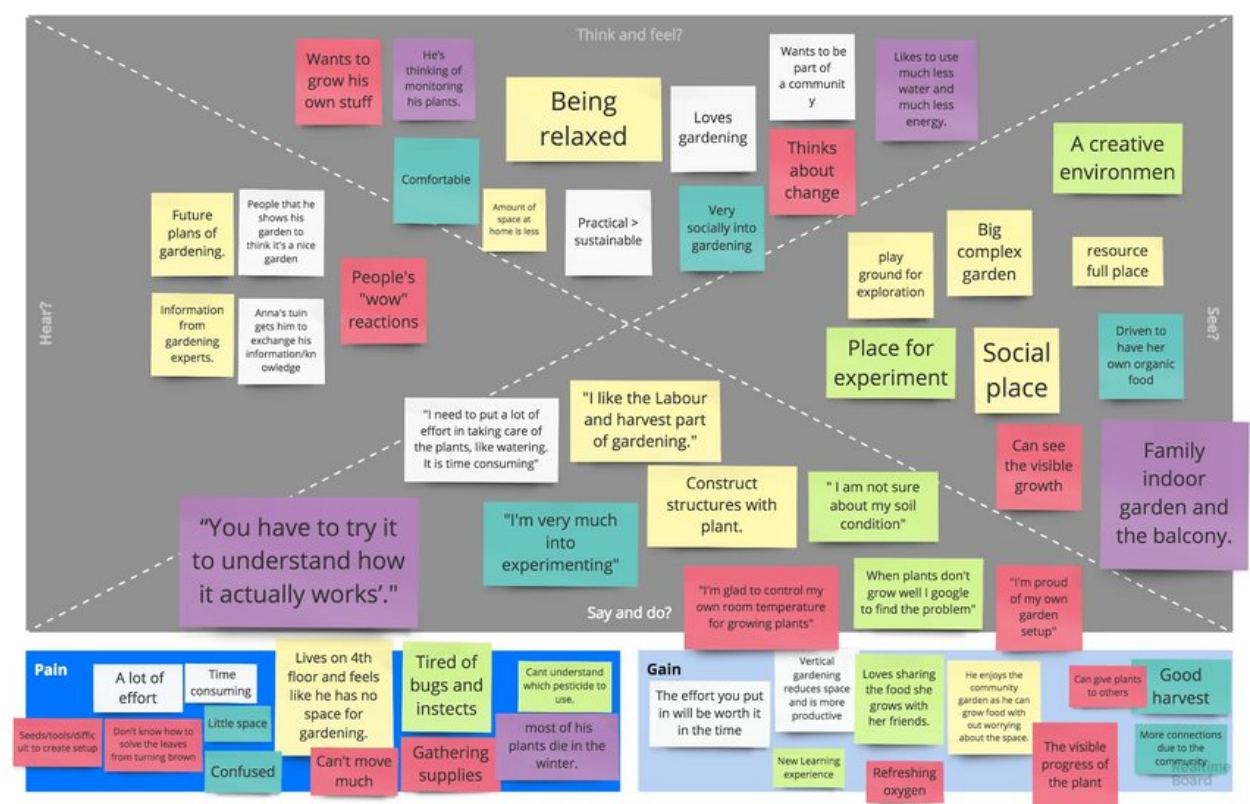 Think and feel?
Wants to
grow his
own stuff
He's
thinking of
monitoring
his plants.
Being
relaxed
Loves
gardening
Wants to be
part of
a communit
y
Likes to use
much less
water and
much less
energy.
Thinks
about
change
Comfortable
Amount of
space at
home is less
Practical >
sustainable
Very
socially into
gardening
Hear?
Future
plans of
gardening.
People that he
shows his
garden to
think it's a nice
garden
People's
"wow"
reactions
Information
from
gardening
experts.
Anna's tuin
gets him to
exchange his
information/kn
owledge
See?
A creative
environmen
play
ground for
exploration
Big
complex
garden
resource
full place
Place for
experiment
Social
place
Driven to
have her
own organic
food
Can see
the visible
growth
Family
indoor
garden and
the balcony.
Say and do?
"I need to put a lot of
effort in taking care of
the plants, like watering.
It is time consuming"
"I like the Labour
and harvest part
of gardening."
Construct
structures with
plant.
" I am not sure
about my soil
condition"
“You have to try it
to understand how
it actually works’."
"I'm very much
into
experimenting"
"I'm glad to control my
own room temperature
for growing plants"
When plants don't
grow well I google
to find the problem"
"I'm proud
of my own
garden
setup"
Pain
A lot of
effort
Time
consuming
Lives on 4th
floor and feels
like he has no
space for
gardening.
Tired of
bugs and
instects
Cant understand
which pesticide to
use.
Seeds/tools/diffic
ult to create setup
Don't know how to
solve the leaves
from turning brown
Little space
Confused
Can't move
much
Gathering
supplies
most of his
plants die in the
winter.
Gain
The effort you put
in will be worth it
in the time
Vertical
gardening
reduces space
and is more
productive
Loves sharing
the food she
grows with
her friends.
He enjoys the
community
garden as he can
grow food with
out worrying
about the space.
Can give plants
to others
Good
harvest
New Learning
experience
Refreshing
oxygen
The visible
progress of
the plant
More connections
due to the
community
Realtime
Board